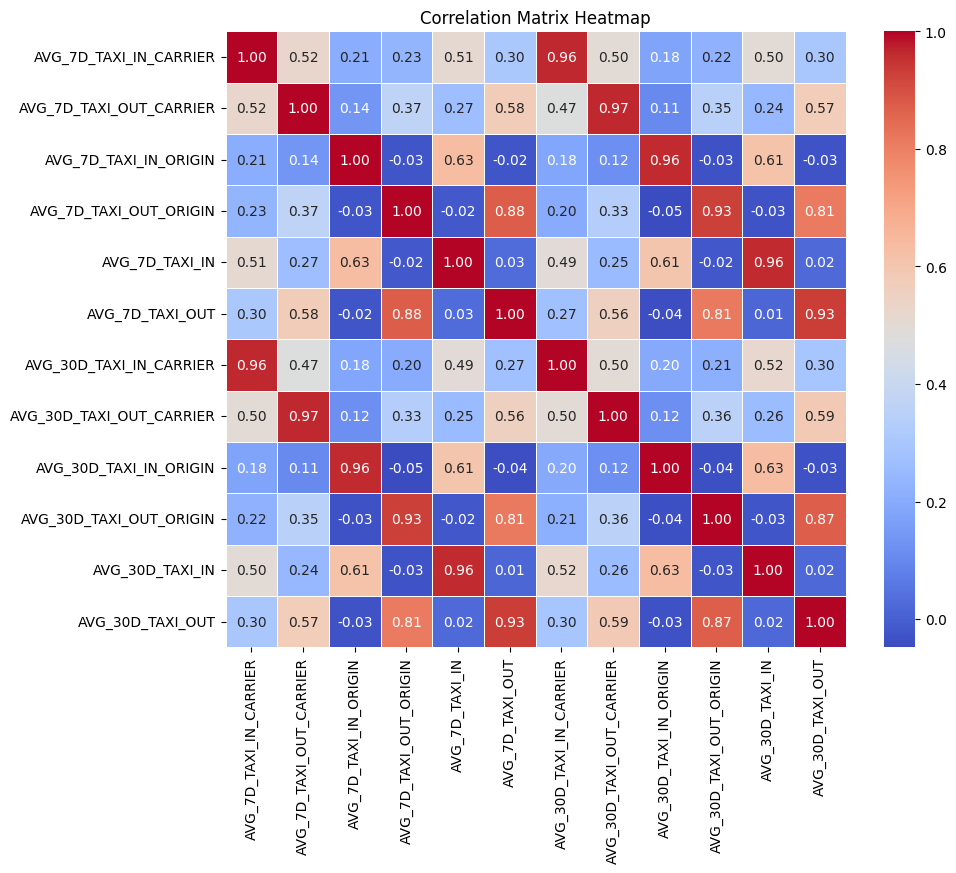 Correlation Matrix Heatmap
AVG_7D_TAXI_IN_CARRIER 1.00 0.52 0.21 0.23 0.51 0.30 0.96 0.50 0.18 0.22 0.50 0.30
AVG_7D_TAXI_OUT_CARRIER 0.52 1.00 0.14 0.37 0.27 0.58 0.47 0.97 0.11 0.35 0.24 0.57
AVG_7D_TAXI_IN_ORIGIN 0.21 0.14 1.00 -0.03 0.63 -0.02 0.18 0.12 0.96 -0.03 0.61 -0.03
AVG_7D_TAXI_OUT_ORIGIN 0.23 0.37 -0.03 1.00 -0.02 0.88 0.20 0.33 -0.05 0.93 -0.03 0.81
AVG_7D_TAXI_IN 0.51 0.27 0.63 -0.02 1.00 0.03 0.49 0.25 0.61 -0.02 0.96 0.02
AVG_7D_TAXI_OUT 0.30 0.58 -0.02 0.88 0.03 1.00 0.27 0.56 -0.04 0.81 0.01 0.93
AVG_30D_TAXI_IN_CARRIER 0.96 0.47 0.18 0.20 0.49 0.27 1.00 0.50 0.20 0.21 0.52 0.30
AVG_30D_TAXI_OUT_CARRIER 0.50 0.97 0.12 0.33 0.25 0.56 0.50 1.00 0.12 0.36 0.26 0.59
AVG_30D_TAXI_IN_ORIGIN 0.18 0.11 0.96 -0.05 0.61 -0.04 0.20 0.12 1.00 -0.04 0.63 -0.03
AVG_30D_TAXI_OUT_ORIGIN 0.22 0.35 -0.03 0.93 -0.02 0.81 0.21 0.36 -0.04 1.00 -0.03 0.87
AVG_30D_TAXI_IN 0.50 0.24 0.61 -0.03 0.96 0.01 0.52 0.26 0.63 -0.03 1.00 0.02
AVG_30D_TAXI_OUT 0.30 0.57 -0.03 0.81 0.02 0.93 0.30 0.59 -0.03 0.87 0.02 1.00
AVG_7D_TAXI_IN_CARRIER
AVG_7D_TAXI_OUT_CARRIER
AVG_7D_TAXI_IN_ORIGIN
AVG_7D_TAXI_OUT_ORIGIN
AVG_7D_TAXI_IN
AVG_7D_TAXI_OUT
AVG_30D_TAXI_IN_CARRIER
AVG_30D_TAXI_OUT_CARRIER
AVG_30D_TAXI_IN_ORIGIN
AVG_30D_TAXI_OUT_ORIGIN
AVG_30D_TAXI_IN
AVG_30D_TAXI_OUT
1.0
0.8
0.6
0.4
0.2
0.0